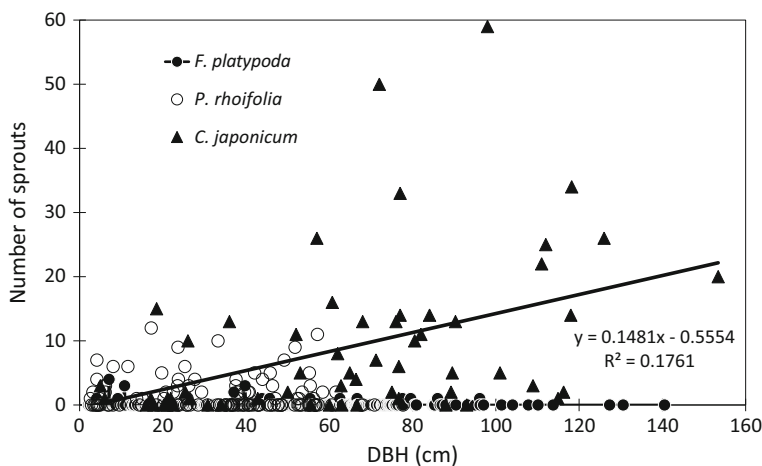 60
50
40
30
20
10
0
Number of sprouts
F. platypoda
P. rhoifolia
C. japonicum
y = 0.1481x - 0.5554
R² = 0.1761
0 20 40 60 80 100 120 140 160
DBH (cm)